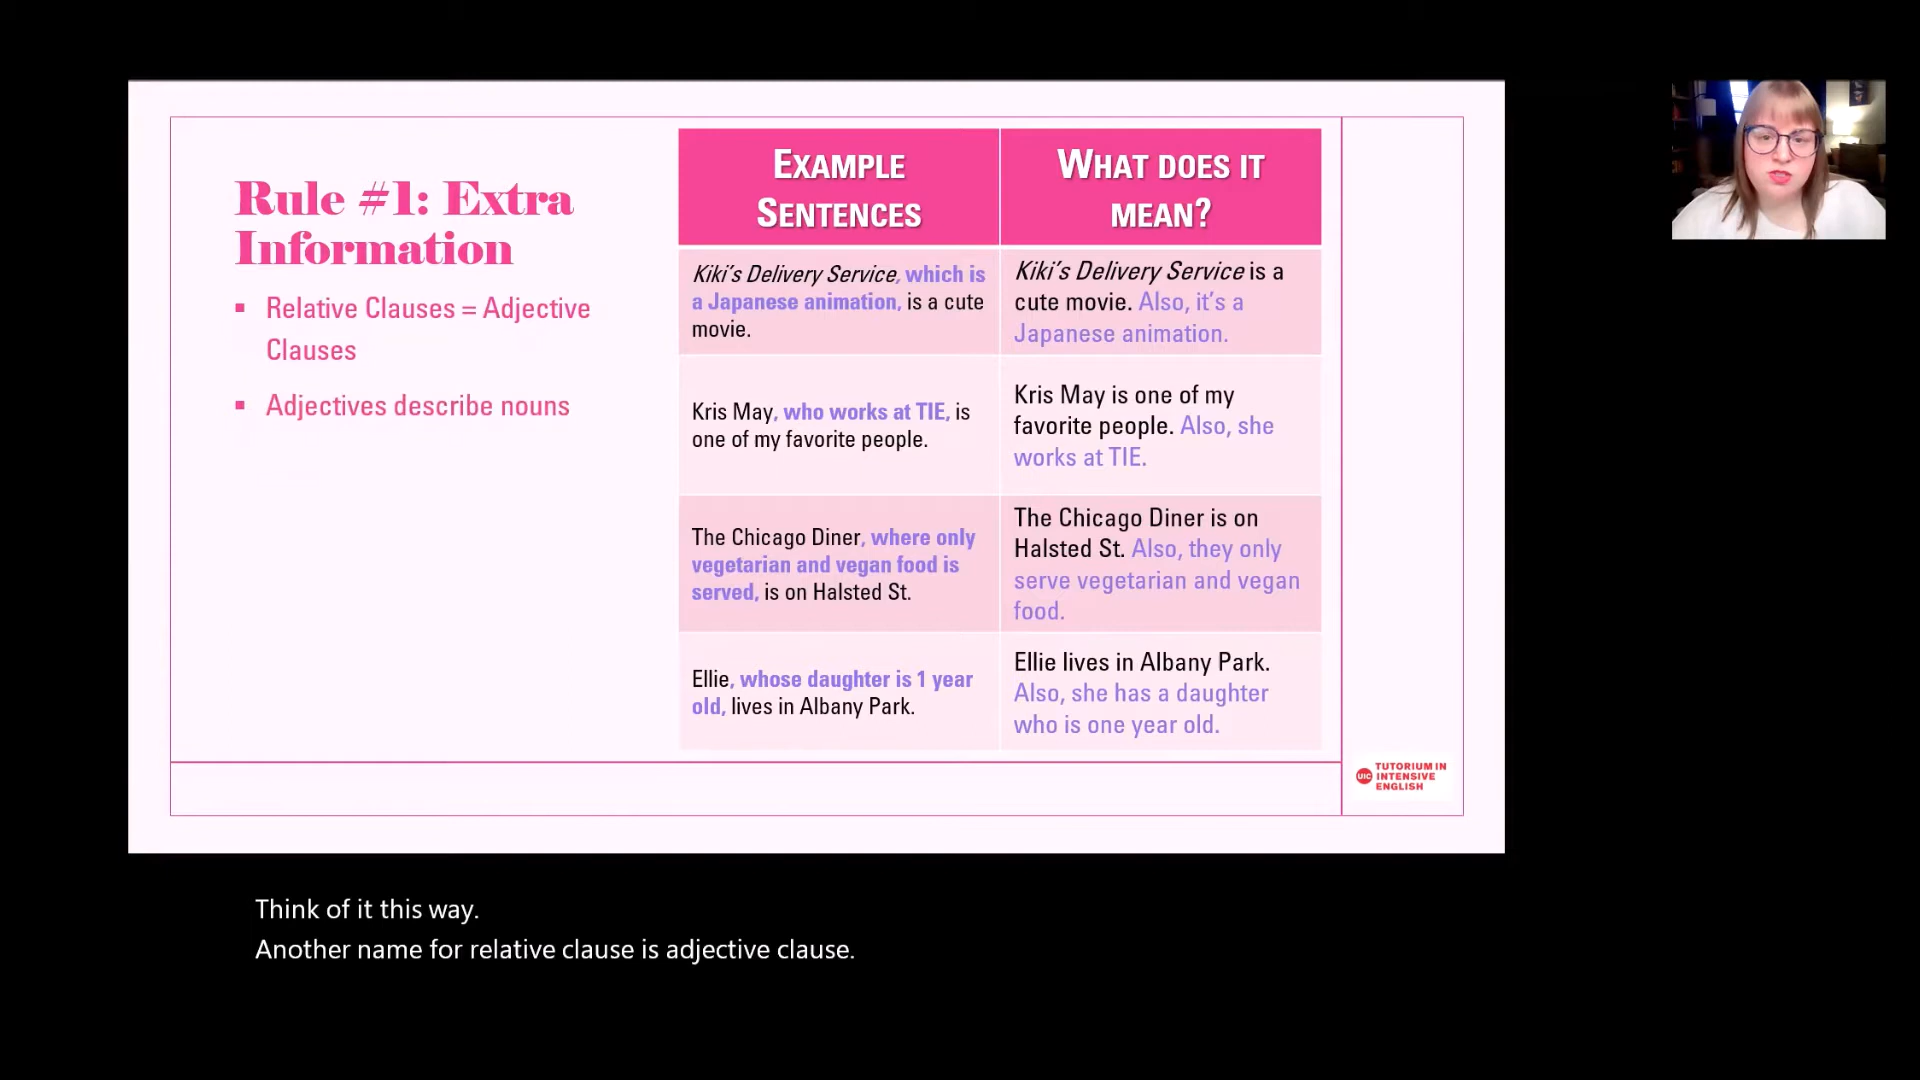 Rule #1: Extra
Information
▪ Relative Clauses = Adjective
Clauses
▪ Adjectives describe nouns
EXAMPLE
SENTENCES
WHAT DOES IT
MEAN?
Kiki's Delivery Service, which is
a Japanese animation, is a cute
movie.
Kiki's Delivery Service is a
cute movie. Also, it's a
Japanese animation.
Kris May, who works at TIE, is
one of my favorite people.
Kris May is one of my
favorite people. Also, she
works at TIE.
The Chicago Diner, where only
vegetarian and vegan food is
served, is on Halsted St.
The Chicago Diner is on
Halsted St. Also, they only
serve vegetarian and vegan
food.
Ellie, whose daughter is 1 year
old, lives in Albany Park.
Ellie lives in Albany Park.
Also, she has a daughter
who is one year old.
UIC
TUTORIUM IN
INTENSIVE
ENGLISH
Think of it this way.
Another name for relative clause is adjective clause.